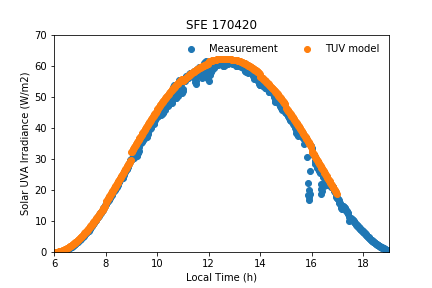 SFE 170420
Measurement TUV model
70
60
50
40
30
20
10
0
Solar UVA Irradiance (W/m2)
6 8 10 12 14 16 18
Local Time (h)